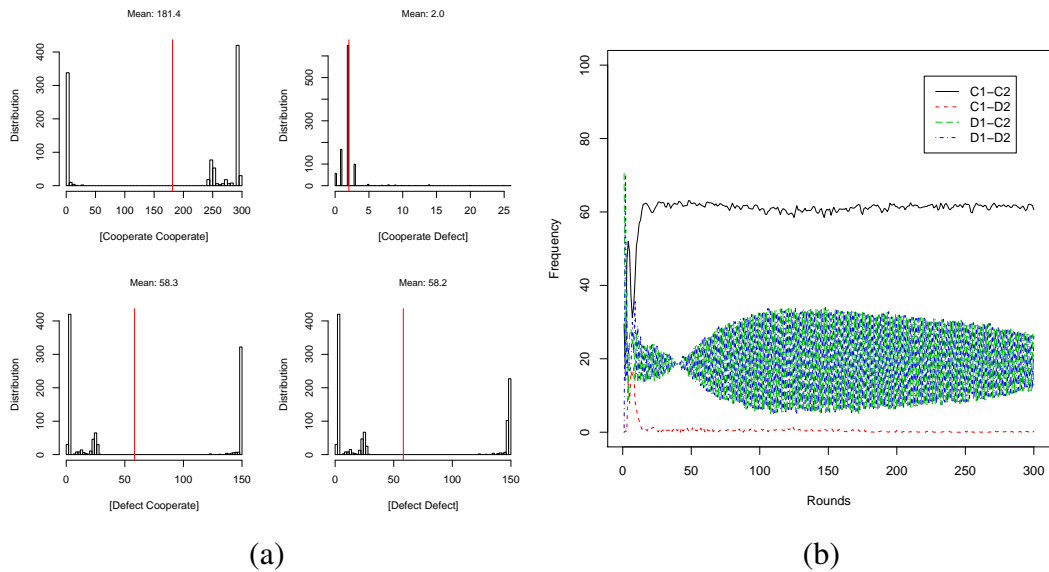 Mean: 181.4
Distribution
400
300
200
100
0
0 50 100 150 200 250 300
[Cooperate Cooperate]
Mean: 2.0
Distribution
500
300
100
0
0 5 10 15 20 25
[Cooperate Defect]
Mean: 58.3
Distribution
400
300
200
100
0
0 50 100 150
[Defect Cooperate]
Mean: 58.2
Distribution
400
300
200
100
0
0 50 100 150
[Defect Defect]
(a)
Frequency
100
80
60
40
20
0
C1−C2
C1−D2
D1−C2
D1−D2
0 50 100 150 200 250 300
Rounds
(b)